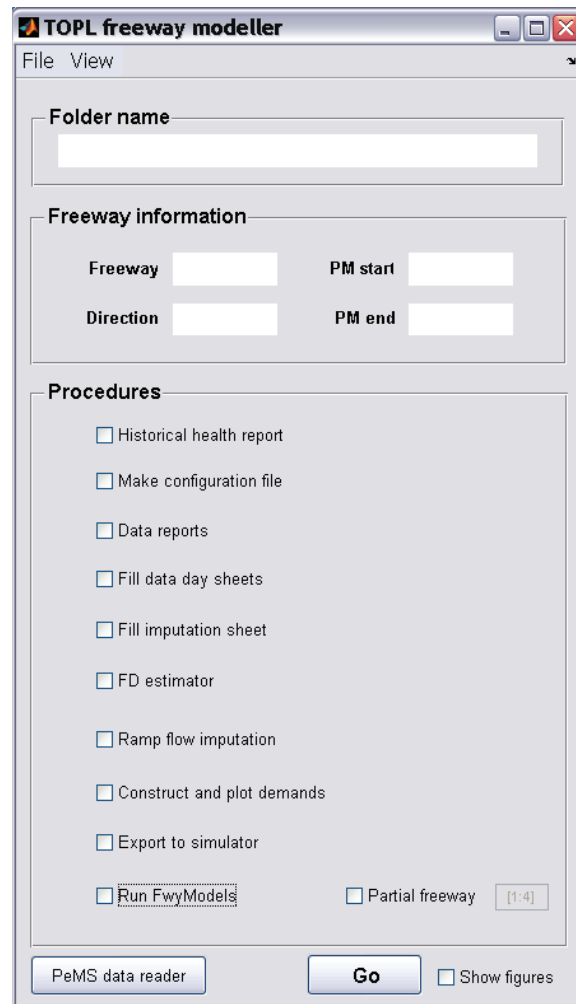 TOPL freeway modeller
File View
Folder name
Freeway information
Freeway PM start
Direction PM end
Procedures
Historical health report
Make configuration file
Data reports
Fill data day sheets
Fill imputation sheet
FD estimator
Ramp flow imputation
Construct and plot demands
Export to simulator
Run FwyModels Partial freeway [1:4]
PeMS data reader Go Show figures